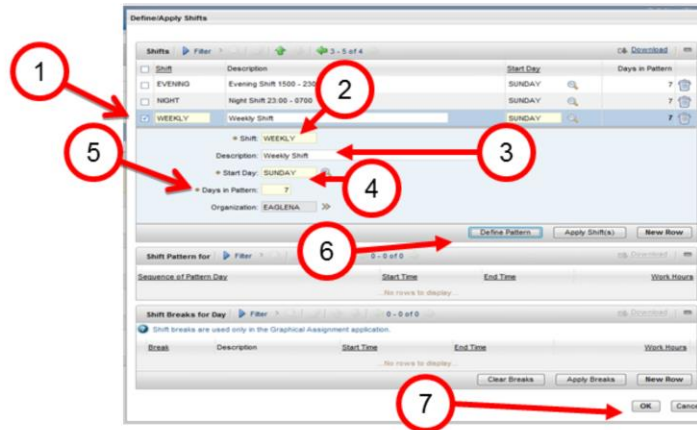 Define/Apply Shifts
Shifts Filter 3 - 5 of 4 Download
Shift Description Start Day Days in Pattern
EVENING Evening Shift 1500 - 230 SUNDAY 7
NIGHT Night Shift 23:00 - 0700 SUNDAY 7
WEEKLY Weekly Shift SUNDAY 7
1
2
Shift: WEEKLY
3
Description: Weekly Shift
4
Start Day: SUNDAY
5
Days in Pattern: 7
Organization: EAGLENA
6
Define Pattern Apply Shift(s) New Row
Shift Pattern for Filter 0 - 0 of 0 Download
Sequence of Pattern Day Start Time End Time Work Hours
...No rows to display...
Shift Breaks for Day Filter 0 - 0 of 0 Download
Shift breaks are used only in the Graphical Assignment application.
Break Description Start Time End Time Work Hours
...No rows to display...
Clear Breaks Apply Breaks New Row
7
OK Cance